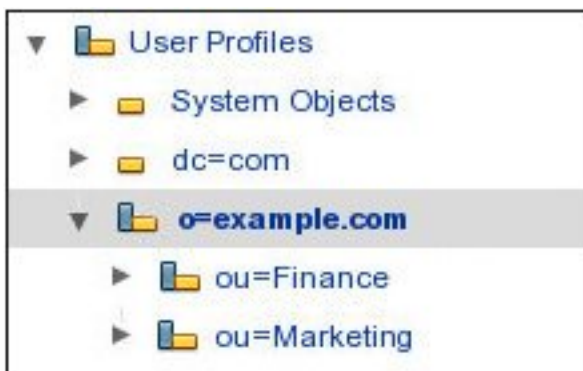 User Profiles
System Objects
dc=com
o=example.com
ou=Finance
ou=Marketing